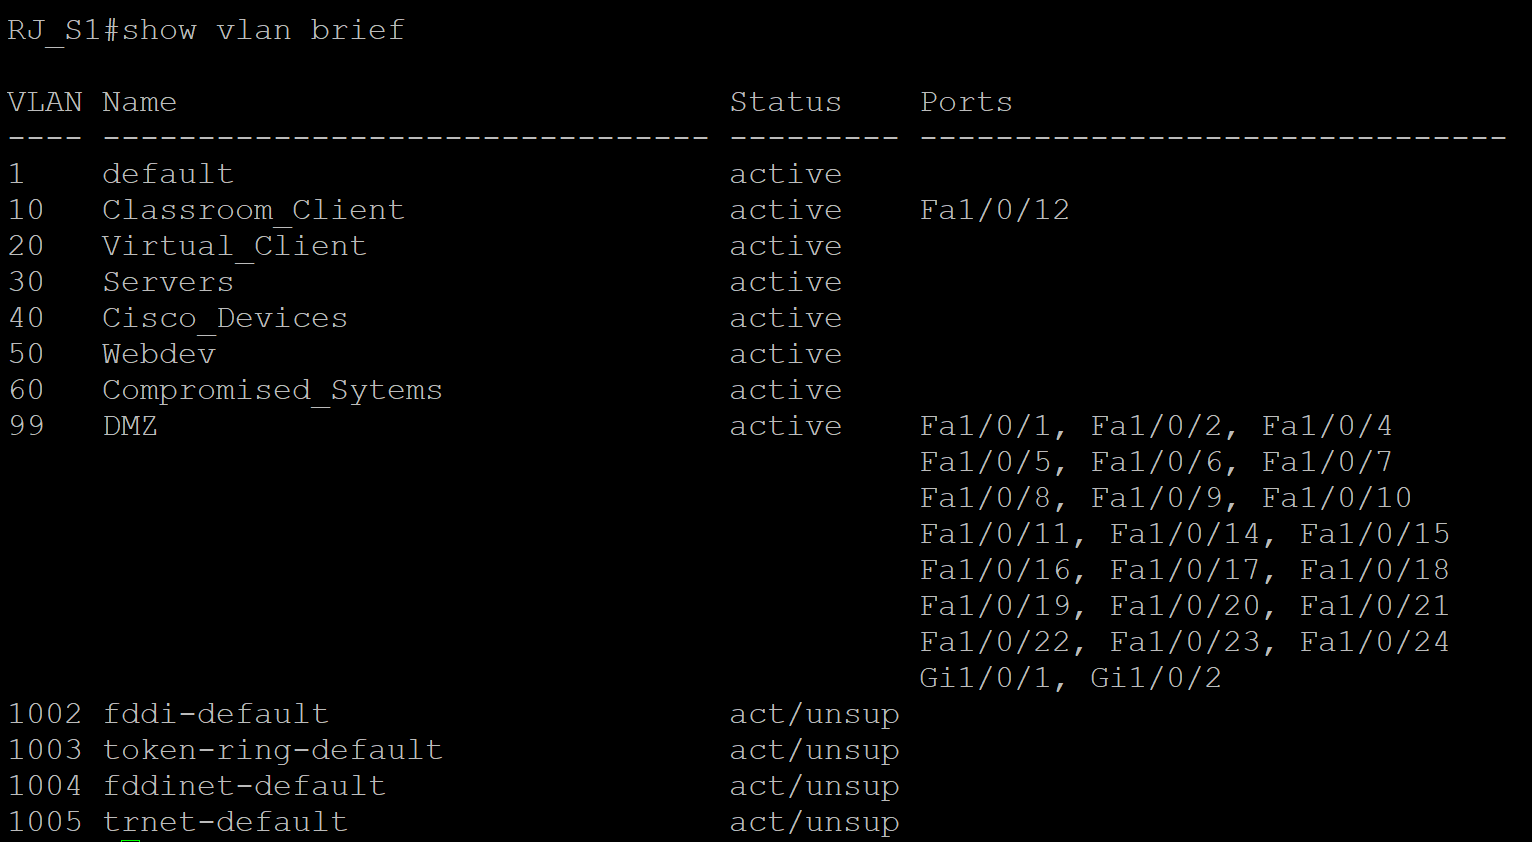 RJ_S1#show vlan brief

VLAN Name                             Status    Ports
---- -------------------------------- --------- -------------------------------
1    default                          active
10   Classroom_Client                 active    Fa1/0/12
20   Virtual_Client                   active
30   Servers                          active
40   Cisco_Devices                    active
50   Webdev                           active
60   Compromised_Sytems               active
99   DMZ                              active    Fa1/0/1, Fa1/0/2, Fa1/0/4
                                                Fa1/0/5, Fa1/0/6, Fa1/0/7
                                                Fa1/0/8, Fa1/0/9, Fa1/0/10
                                                Fa1/0/11, Fa1/0/14, Fa1/0/15
                                                Fa1/0/16, Fa1/0/17, Fa1/0/18
                                                Fa1/0/19, Fa1/0/20, Fa1/0/21
                                                Fa1/0/22, Fa1/0/23, Fa1/0/24
                                                Gi1/0/1, Gi1/0/2
1002 fddi-default                     act/unsup
1003 token-ring-default               act/unsup
1004 fddinet-default                  act/unsup
1005 trnet-default                    act/unsup